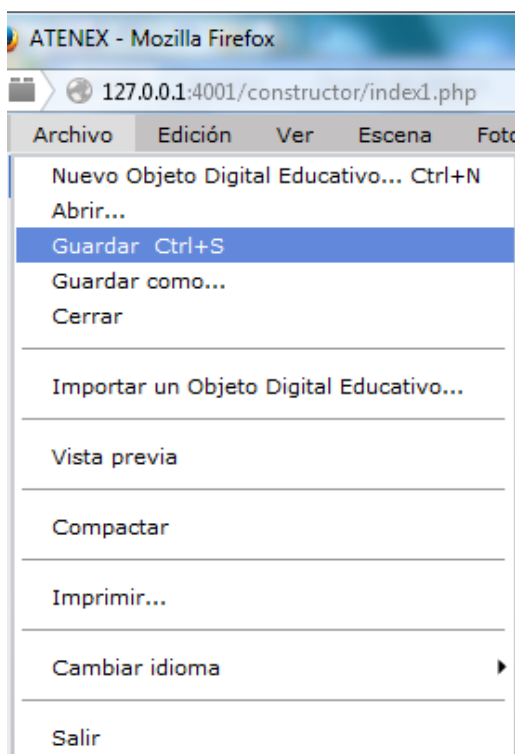 ATENEX - Mozilla Firefox
127.0.0.1:4001/constructor/index1.php
Archivo Edición Ver Escena
Nuevo Objeto Digital Educativo... Ctrl+N
Abrir...
Guardar Ctrl+S
Guardar como...
Cerrar
Importar un Objeto Digital Educativo...
Vista previa
Compactar
Imprimir...
Cambiar idioma
Salir